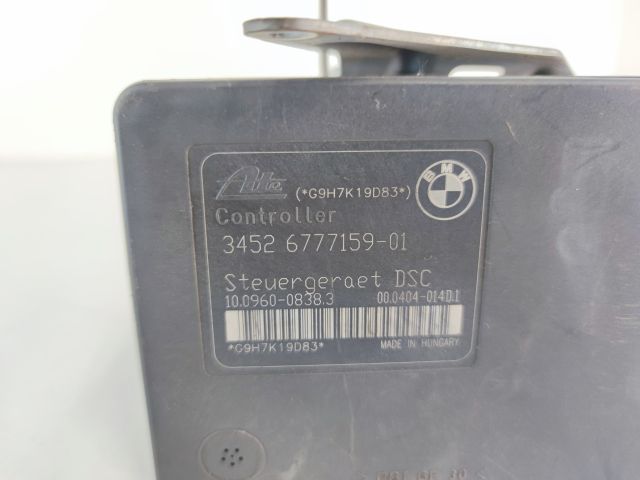 Ate (*G9H7K19D83*) BMW
Controller
3452 6777159-01
Steuergeraet DSC
10.0960-0838.3 00.0404-014D.1
*G9H7K19D83* MADE IN HUNGARY